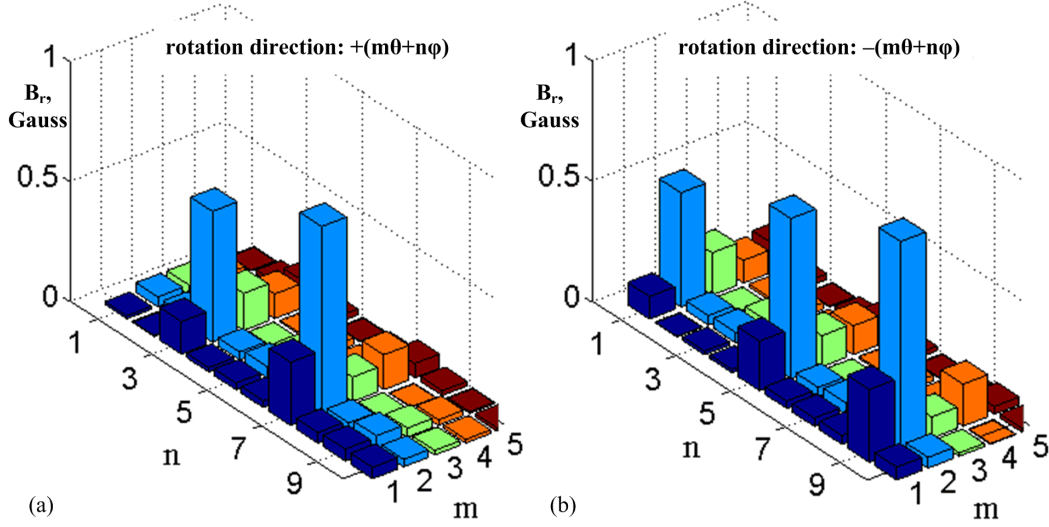 rotation direction: +(mθ+nφ)
1
Bᵣ,
Gauss
0.5
0
1
3
5
7
9
n
1
2
3
4
5
m
(a)
rotation direction: –(mθ+nφ)
1
Bᵣ,
Gauss
0.5
0
1
3
5
7
9
n
1
2
3
4
5
m
(b)